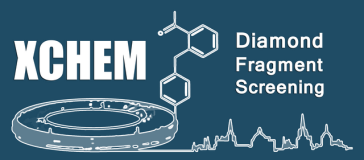 XCHEM
Diamond
Fragment
Screening
O